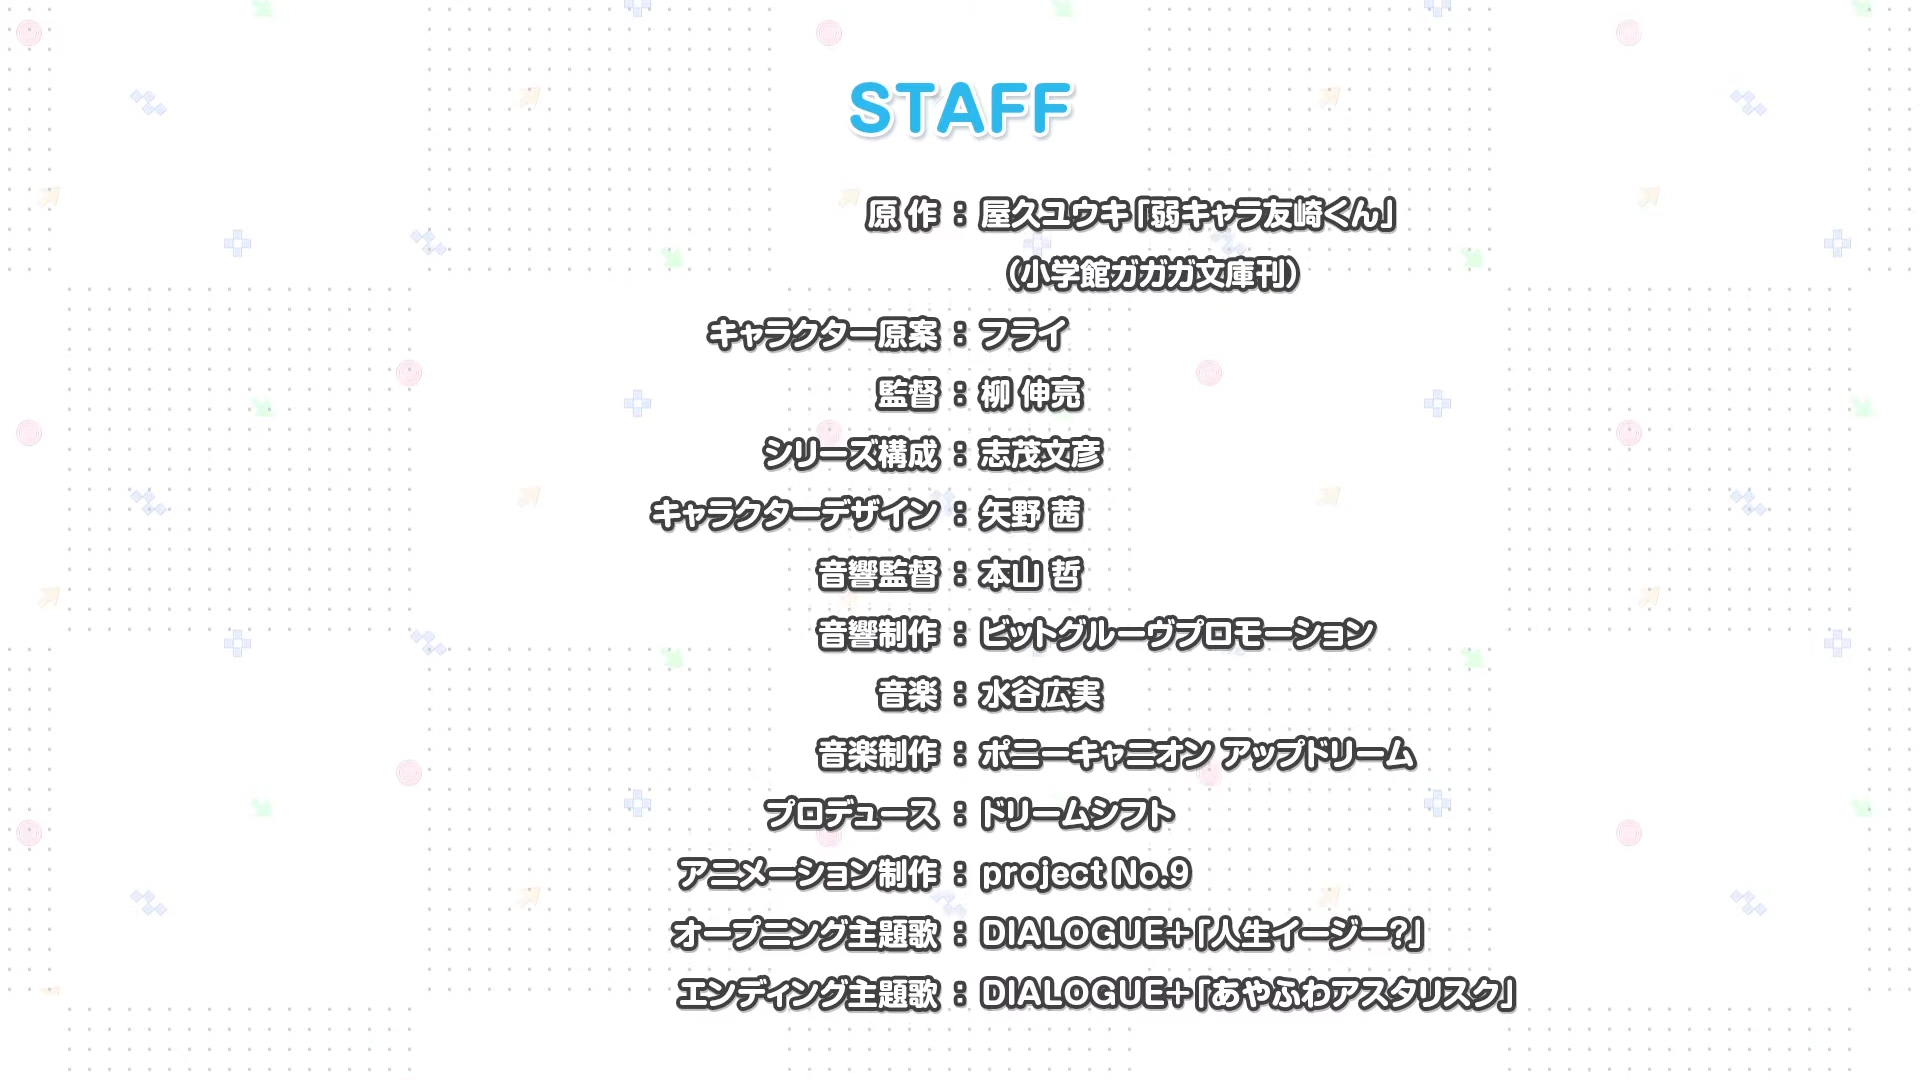 STAFF
原 作 : 屋久ユウキ「弱キャラ友崎くん」
（小学館ガガガ文庫刊）
キャラクター原案 : フライ
監督 : 柳 伸亮
シリーズ構成 : 志茂文彦
キャラクターデザイン : 矢野 茜
音響監督 : 本山 哲
音響制作 : ビットグルーヴプロモーション
音楽 : 水谷広実
音楽制作 : ポニーキャニオン アップドリーム
プロデュース : ドリームシフト
アニメーション制作 : project No.9
オープニング主題歌 : DIALOGUE+「人生イージー?」
エンディング主題歌 : DIALOGUE+「あやふわアスタリスク」